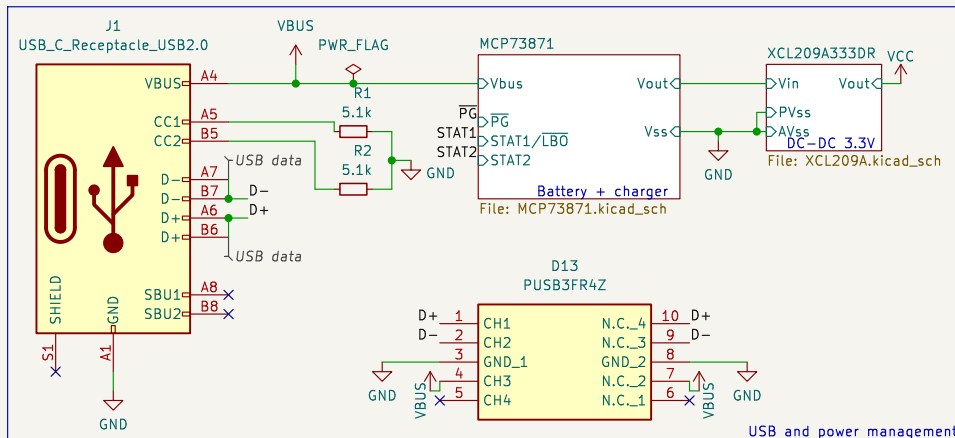 J1
USB_C_Receptacle_USB2.0
VBUS
A4
CC1
A5
CC2
B5
D-
A7
D-
B7
D+
A6
D+
B6
SBU1
A8
SBU2
B8
SHIELD
GND
S1
A1
GND
VBUS
PWR_FLAG
R1
5.1k
R2
5.1k
GND
USB data
D-
D+
USB data
MCP73871
Vbus
Vout
PG
PG
STAT1
STAT1/LBO
STAT2
STAT2
Vss
Battery + charger
File: MCP73871.kicad_sch
GND
XCL209A333DR
Vin
Vout
VCC
PVss
AVss
DC-DC 3.3V
File: XCL209A.kicad_sch
D13
PUSB3FR4Z
D+
1
CH1
N.C._4
10
D+
D-
2
CH2
N.C._3
9
D-
3
GND_1
GND_2
8
GND
VBUS
4
CH3
N.C._2
7
VBUS
GND
5
CH4
N.C._1
6
USB and power management